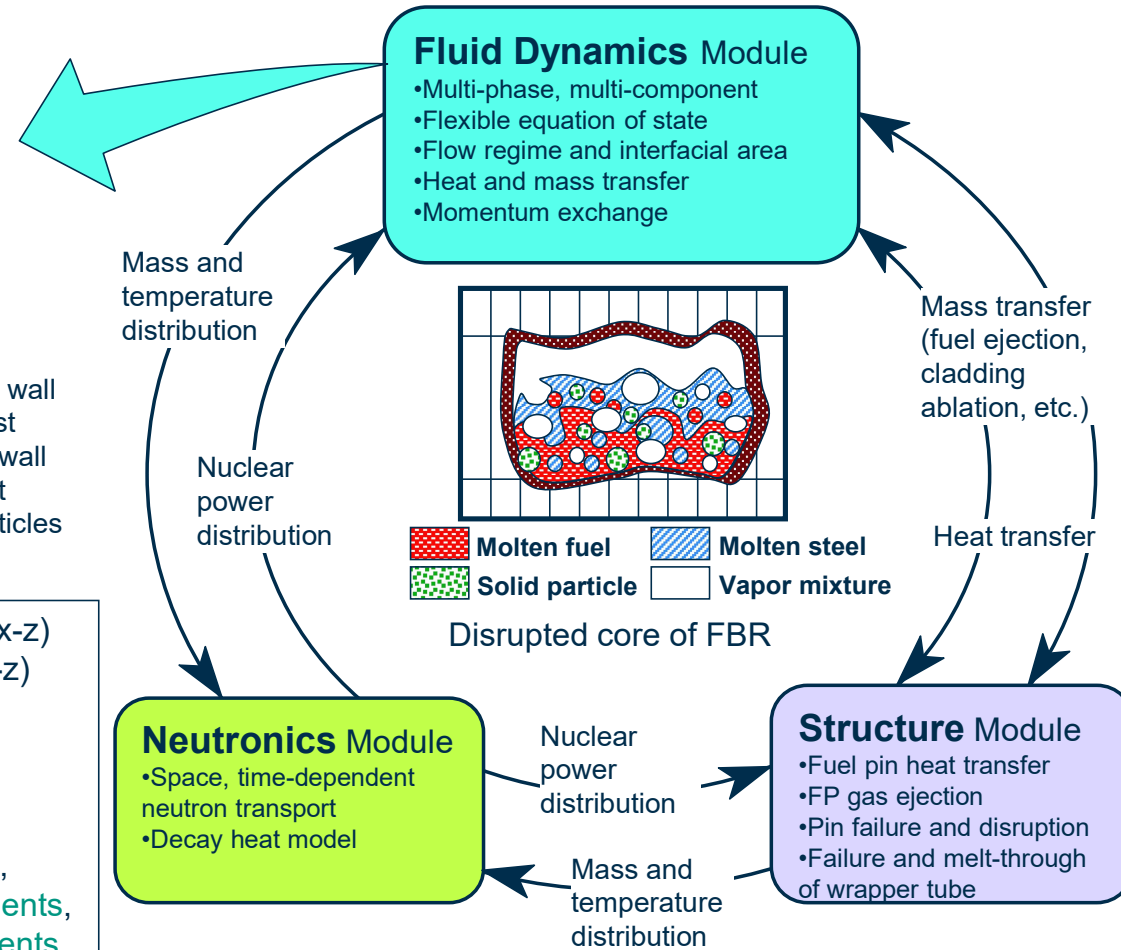 Fluid Dynamics Module
•Multi-phase, multi-component
•Flexible equation of state
•Flow regime and interfacial area
•Heat and mass transfer
•Momentum exchange
Mass and
temperature
distribution
Mass transfer
(fuel ejection,
cladding
ablation, etc.)
wall
st
wall
t
ticles
Nuclear
power
distribution
Heat transfer
Molten fuel
Molten steel
Solid particle
Vapor mixture
Disrupted core of FBR
x-z)
-z)
,
ents,
ents
Neutronics Module
•Space, time-dependent
neutron transport
•Decay heat model
Nuclear
power
distribution
Mass and
temperature
distribution
Structure Module
•Fuel pin heat transfer
•FP gas ejection
•Pin failure and disruption
•Failure and melt-through
of wrapper tube